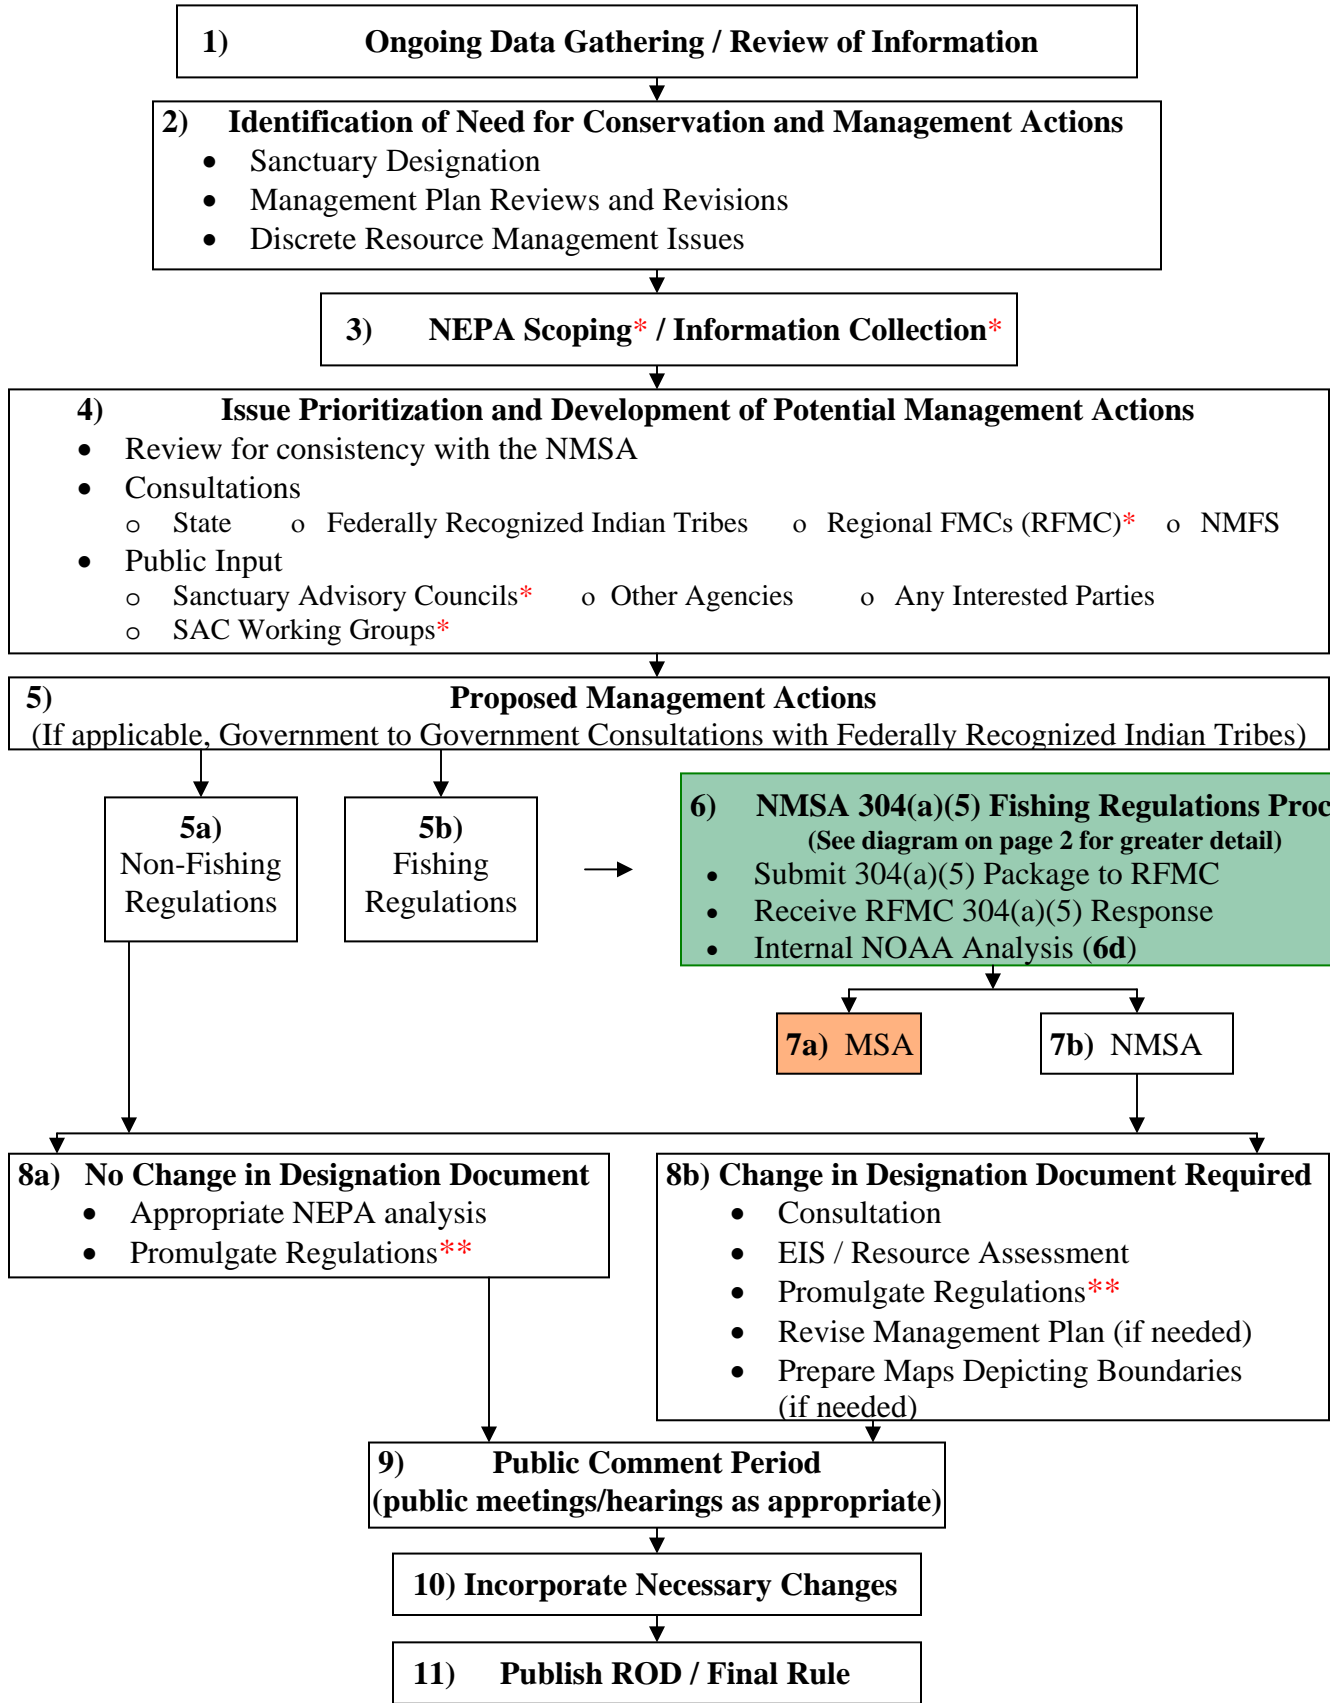 1) Ongoing Data Gathering / Review of Information
2) Identification of Need for Conservation and Management Actions
• Sanctuary Designation
• Management Plan Reviews and Revisions
• Discrete Resource Management Issues
3) NEPA Scoping* / Information Collection*
4) Issue Prioritization and Development of Potential Management Actions
• Review for consistency with the NMSA
• Consultations
o State o Federally Recognized Indian Tribes o Regional FMCs (RFMC)* o NMFS
• Public Input
o Sanctuary Advisory Councils* o Other Agencies o Any Interested Parties
o SAC Working Groups*
5) Proposed Management Actions
(If applicable, Government to Government Consultations with Federally Recognized Indian Tribes)
5a)
Non-Fishing
Regulations
5b)
Fishing
Regulations
6) NMSA 304(a)(5) Fishing Regulations Proc
(See diagram on page 2 for greater detail)
• Submit 304(a)(5) Package to RFMC
• Receive RFMC 304(a)(5) Response
• Internal NOAA Analysis (6d)
7a) MSA
7b) NMSA
8a) No Change in Designation Document
• Appropriate NEPA analysis
• Promulgate Regulations**
8b) Change in Designation Document Required
• Consultation
• EIS / Resource Assessment
• Promulgate Regulations**
• Revise Management Plan (if needed)
• Prepare Maps Depicting Boundaries
(if needed)
9) Public Comment Period
(public meetings/hearings as appropriate)
10) Incorporate Necessary Changes
11) Publish ROD / Final Rule